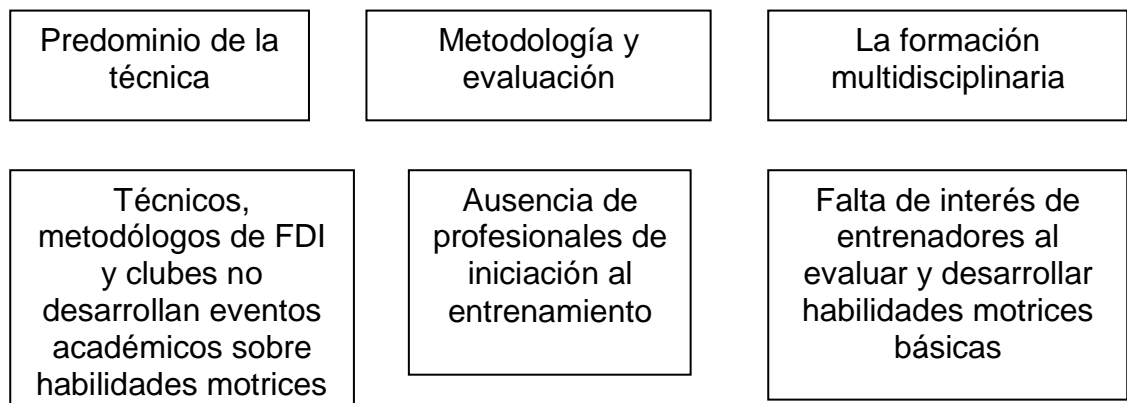 Predominio de la
técnica
Metodología y
evaluación
La formación
multidisciplinaria
Técnicos,
metodólogos de FDI
y clubes no
desarrollan eventos
académicos sobre
habilidades motrices
Ausencia de
profesionales de
iniciación al
entrenamiento
Falta de interés de
entrenadores al
evaluar y desarrollar
habilidades motrices
básicas